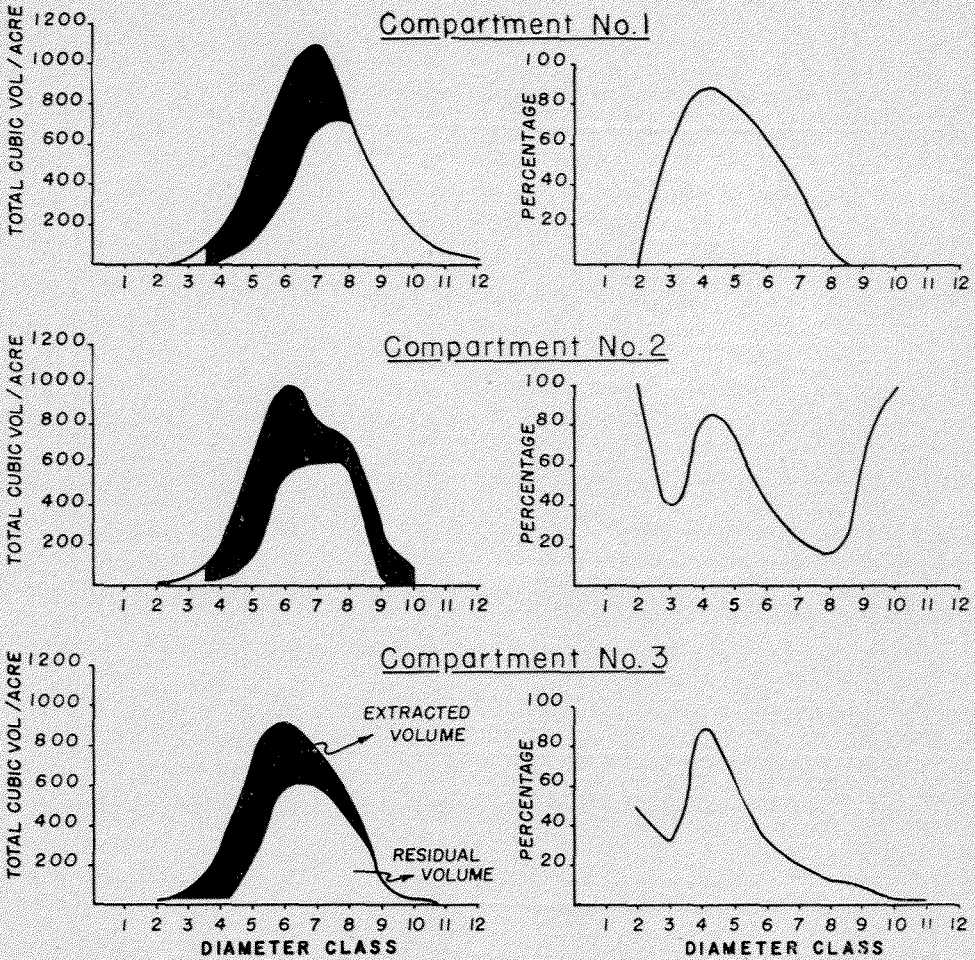 Compartment No.1
TOTAL CUBIC VOL/ACRE
1200
1000
800
600
400
200
1 2 3 4 5 6 7 8 9 10 11 12
PERCENTAGE
100
80
60
40
20
1 2 3 4 5 6 7 8 9 10 11 12
Compartment No.2
TOTAL CUBIC VOL/ACRE
1200
1000
800
600
400
200
1 2 3 4 5 6 7 8 9 10 11 12
PERCENTAGE
100
80
60
40
20
1 2 3 4 5 6 7 8 9 10 11 12
Compartment No.3
TOTAL CUBIC VOL/ACRE
1200
1000
800
600
400
200
EXTRACTED
VOLUME
RESIDUAL
VOLUME
1 2 3 4 5 6 7 8 9 10 11 12
DIAMETER CLASS
PERCENTAGE
100
80
60
40
20
1 2 3 4 5 6 7 8 9 10 11 12
DIAMETER CLASS